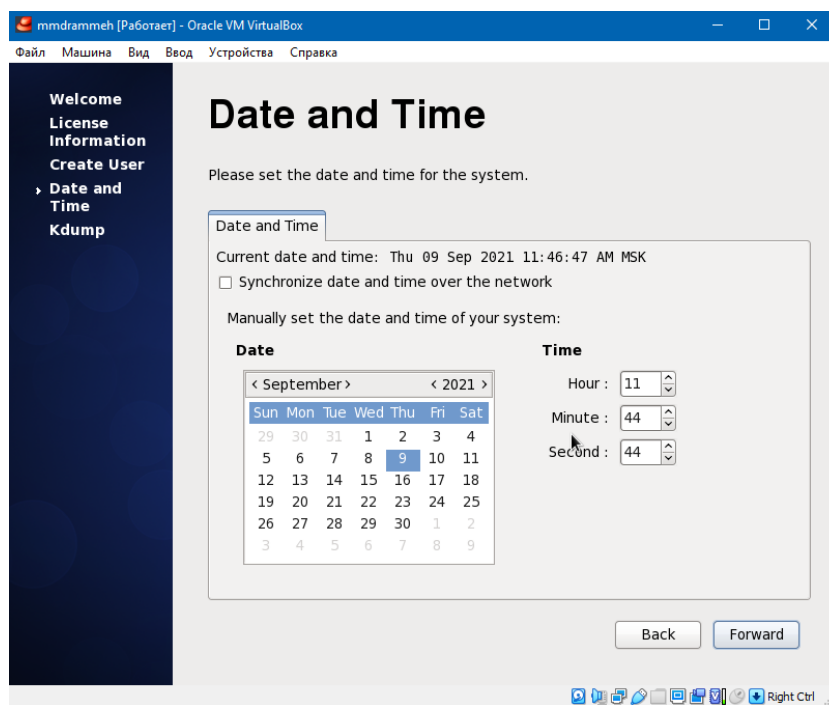 mmdrammeh [Работает] - Oracle VM VirtualBox
Файл Машина Вид Ввод Устройства Справка
Welcome
License
Information
Create User
Date and
Time
Kdump
Date and Time
Please set the date and time for the system.
Date and Time
Current date and time: Thu 09 Sep 2021 11:46:47 AM MSK
Synchronize date and time over the network
Manually set the date and time of your system:
Date
September 2021
Sun Mon Tue Wed Thu Fri Sat
29 30 31 1 2 3 4
5 6 7 8 9 10 11
12 13 14 15 16 17 18
19 20 21 22 23 24 25
26 27 28 29 30 1 2
3 4 5 6 7 8 9
Time
Hour : 11
Minute : 44
Second : 44
Back Forward
Right Ctrl